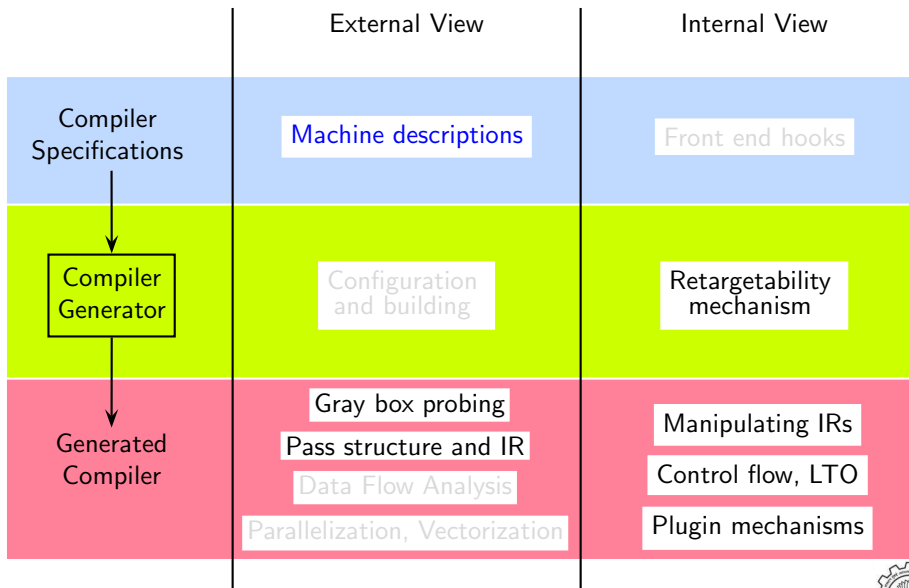 External View
Internal View
Compiler
Specifications
Machine descriptions
Front end hooks
Compiler
Generator
Configuration
and building
Retargetability
mechanism
Generated
Compiler
Gray box probing
Pass structure and IR
Data Flow Analysis
Parallelization, Vectorization
Manipulating IRs
Control flow, LTO
Plugin mechanisms